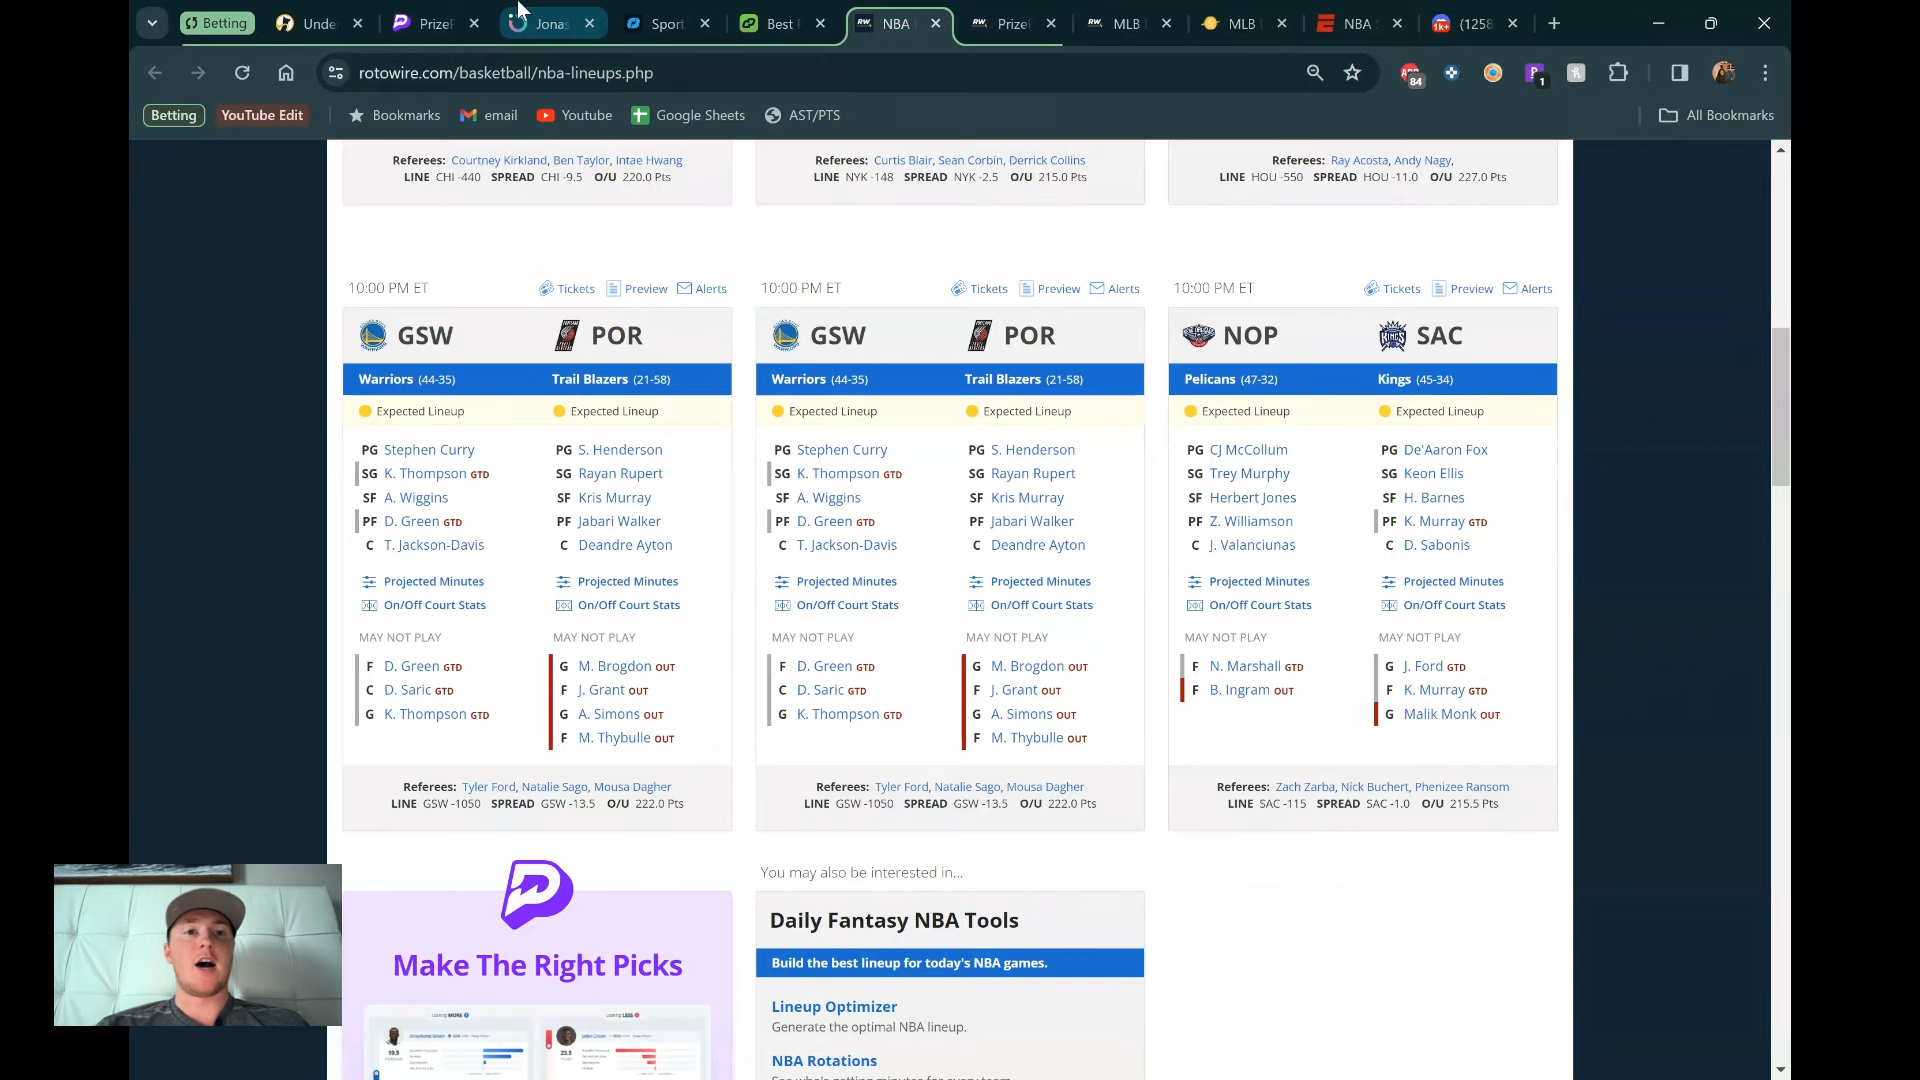 Betting
Under
PrizeP
Jonas
Sport
Best
NBA
PrizeP
MLB
MLB
NBA
(1258
rotowire.com/basketball/nba-lineups.php
84
1
Betting
YouTube Edit
Bookmarks
email
Youtube
Google Sheets
AST/PTS
All Bookmarks
Referees: Courtney Kirkland, Ben Taylor, Intae Hwang
LINE CHI -440 SPREAD CHI -9.5 O/U 220.0 Pts
Referees: Curtis Blair, Sean Corbin, Derrick Collins
LINE NYK -148 SPREAD NYK -2.5 O/U 215.0 Pts
Referees: Ray Acosta, Andy Nagy,
LINE HOU -550 SPREAD HOU -11.0 O/U 227.0 Pts
10:00 PM ET Tickets Preview Alerts
GSW POR
Warriors (44-35) Trail Blazers (21-58)
Expected Lineup Expected Lineup
PG Stephen Curry PG S. Henderson
SG K. Thompson GTD SG Rayan Rupert
SF A. Wiggins SF Kris Murray
PF D. Green GTD PF Jabari Walker
C T. Jackson-Davis C Deandre Ayton
Projected Minutes Projected Minutes
On/Off Court Stats On/Off Court Stats
MAY NOT PLAY MAY NOT PLAY
F D. Green GTD G M. Brogdon OUT
C D. Saric GTD F J. Grant OUT
G K. Thompson GTD G A. Simons OUT
F M. Thybulle OUT
Referees: Tyler Ford, Natalie Sago, Mousa Dagher
LINE GSW -1050 SPREAD GSW -13.5 O/U 222.0 Pts
10:00 PM ET Tickets Preview Alerts
GSW POR
Warriors (44-35) Trail Blazers (21-58)
Expected Lineup Expected Lineup
PG Stephen Curry PG S. Henderson
SG K. Thompson GTD SG Rayan Rupert
SF A. Wiggins SF Kris Murray
PF D. Green GTD PF Jabari Walker
C T. Jackson-Davis C Deandre Ayton
Projected Minutes Projected Minutes
On/Off Court Stats On/Off Court Stats
MAY NOT PLAY MAY NOT PLAY
F D. Green GTD G M. Brogdon OUT
C D. Saric GTD F J. Grant OUT
G K. Thompson GTD G A. Simons OUT
F M. Thybulle OUT
Referees: Tyler Ford, Natalie Sago, Mousa Dagher
LINE GSW -1050 SPREAD GSW -13.5 O/U 222.0 Pts
10:00 PM ET Tickets Preview Alerts
NOP SAC
Pelicans (47-32) Kings (45-34)
Expected Lineup Expected Lineup
PG CJ McCollum PG De'Aaron Fox
SG Trey Murphy SG Keon Ellis
SF Herbert Jones SF H. Barnes
PF Z. Williamson PF K. Murray GTD
C J. Valanciunas C D. Sabonis
Projected Minutes Projected Minutes
On/Off Court Stats On/Off Court Stats
MAY NOT PLAY MAY NOT PLAY
F N. Marshall GTD G J. Ford GTD
F B. Ingram OUT F K. Murray GTD
G Malik Monk OUT
Referees: Zach Zarba, Nick Buchert, Phenizee Ransom
LINE SAC -115 SPREAD SAC -1.0 O/U 215.5 Pts
Make The Right Picks
19.5
23.5
You may also be interested in...
Daily Fantasy NBA Tools
Build the best lineup for today's NBA games.
Lineup Optimizer
Generate the optimal NBA lineup.
NBA Rotations